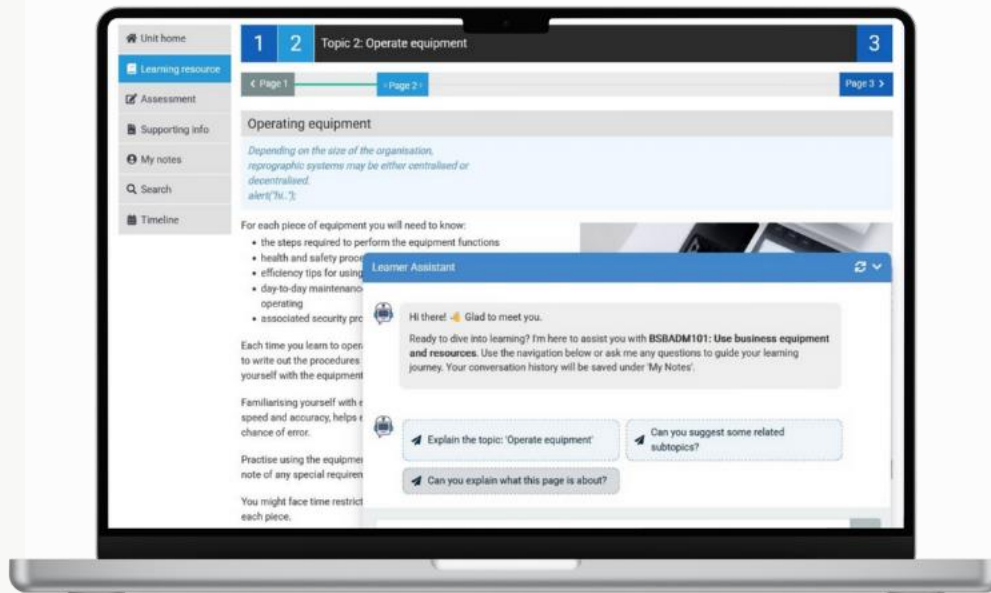 Unit home
Learning resource
Assessment
Supporting info
My notes
Search
Timeline
1 2 Topic 2: Operate equipment 3
Page 1
Page 2
Page 3
Operating equipment
Depending on the size of the organisation,
reprographic systems may be either centralised or
decentralised.
alert("hi..");
For each piece of equipment you will need to know:
• the steps required to perform the equipment functions
• health and safety proce
• efficiency tips for using
• day-to-day maintenanc
operating
• associated security pro
Each time you learn to oper
to write out the procedures
yourself with the equipment
Familiarising yourself with
speed and accuracy, helps
chance of error.
Practise using the equipmen
note of any special requiren
You might face time restrict
each piece.
Learner Assistant
Hi there! 👋 Glad to meet you.
Ready to dive into learning? I'm here to assist you with BSBADM101: Use business equipment
and resources. Use the navigation below or ask me any questions to guide your learning
journey. Your conversation history will be saved under 'My Notes'.
Explain the topic: 'Operate equipment'
Can you suggest some related
subtopics?
Can you explain what this page is about?